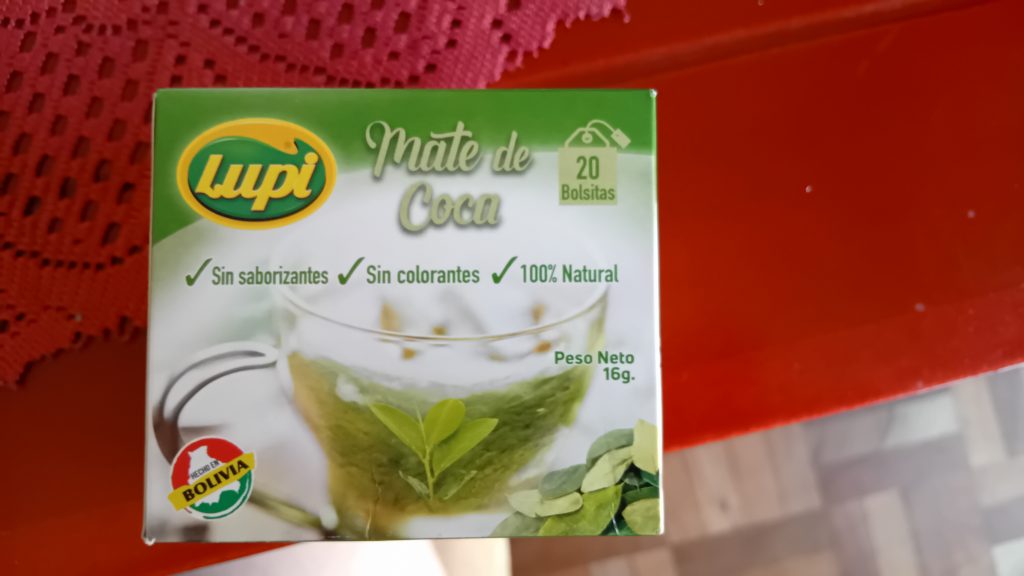 Lupi
Mate de
Coca
20
Bolsitas
Sin saborizantes
Sin colorantes
100% Natural
Peso Neto
16g.
HECHO EN
BOLIVIA